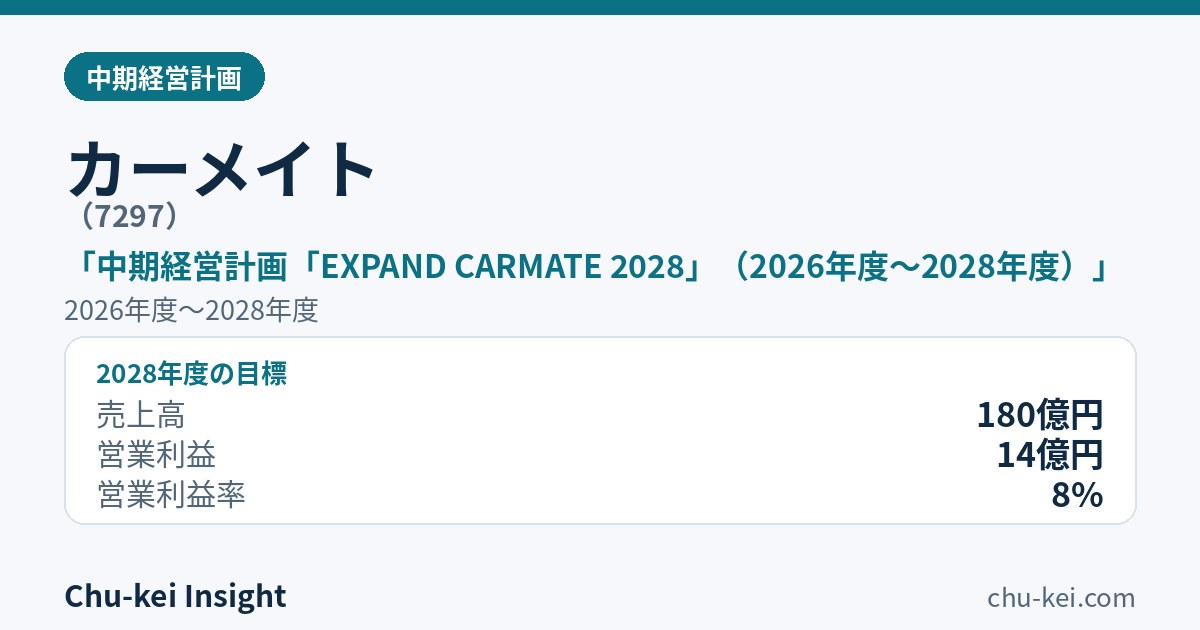 中期経営計画
カーメイト
（7297）
「中期経営計画「EXPAND CARMATE 2028」（2026年度〜2028年度）」
2026年度〜2028年度
2028年度の目標
売上高 180億円
営業利益 14億円
営業利益率 8%
Chu-kei Insight chu-kei.com